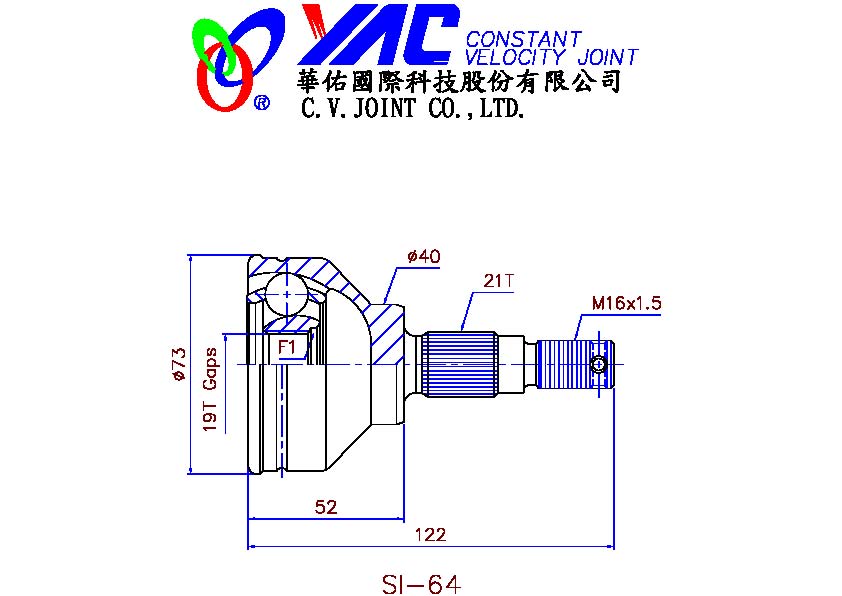 YAC CONSTANT
VELOCITY JOINT
®
華佑國際科技股份有限公司
C.V.JOINT CO.,LTD.
ø40
21T
M16x1.5
F1
ø73
19T Gaps
52
122
SI-64